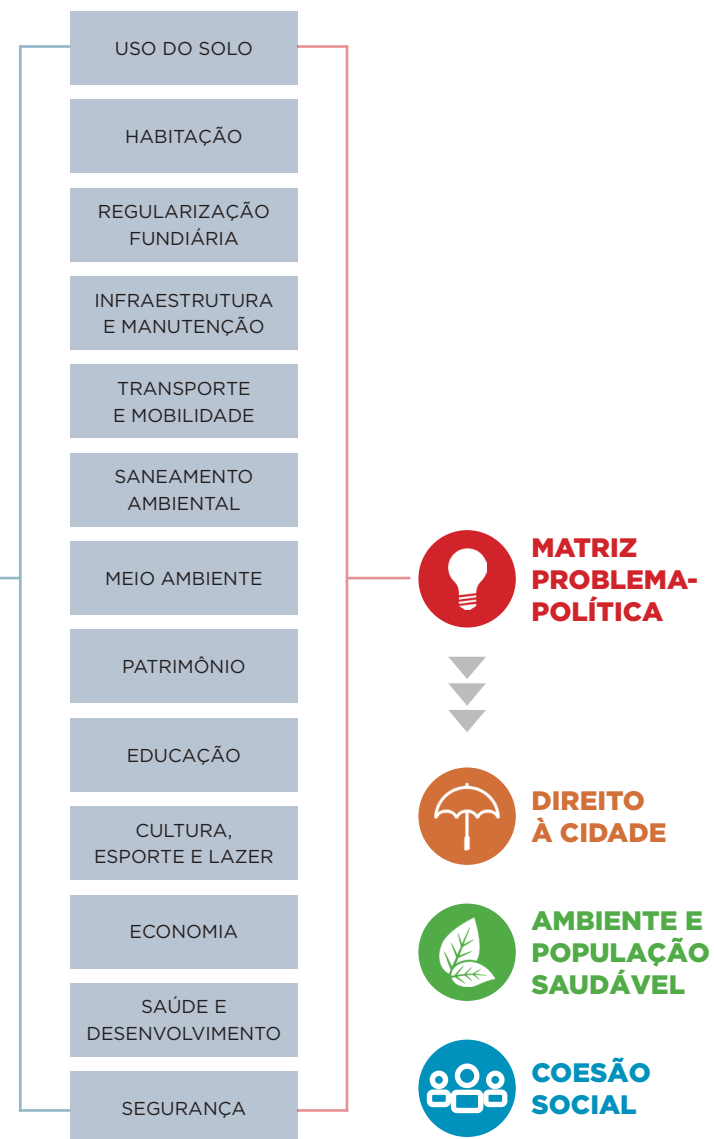 USO DO SOLO
HABITAÇÃO
REGULARIZAÇÃO
FUNDIÁRIA
INFRAESTRUTURA
E MANUTENÇÃO
TRANSPORTE
E MOBILIDADE
SANEAMENTO
AMBIENTAL
MEIO AMBIENTE
PATRIMÔNIO
EDUCAÇÃO
CULTURA,
ESPORTE E LAZER
ECONOMIA
SAÚDE E
DESENVOLVIMENTO
SEGURANÇA
MATRIZ
PROBLEMA-
POLÍTICA
DIREITO
À CIDADE
AMBIENTE E
POPULAÇÃO
SAUDÁVEL
COESÃO
SOCIAL